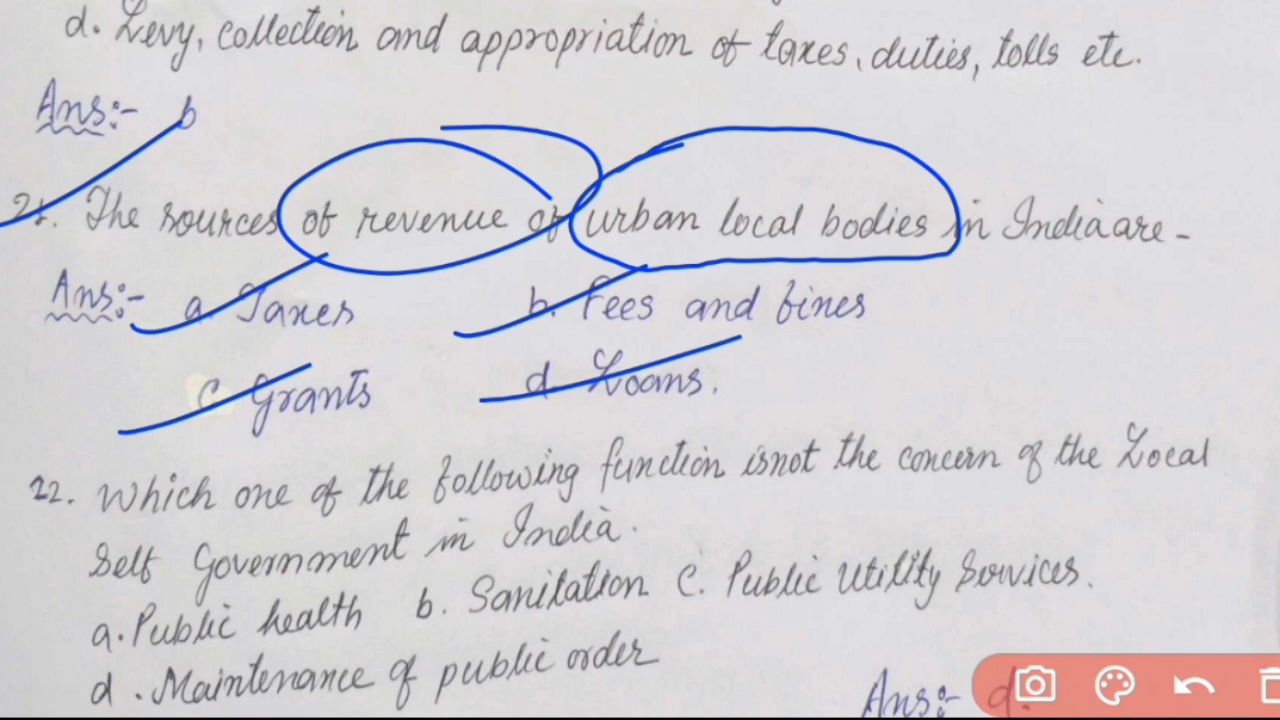 d. Levy, collection and appropriation of taxes, duties, tolls etc.
Ans:- b
21. The sources of revenue of urban local bodies in India are -
Ans:- a. Taxes b. Fees and fines
c. Grants d. Loans.
22. Which one of the following function is not the concern of the Local
Self Government in India.
a. Public health b. Sanitation c. Public Utility Services.
d. Maintenance of public order
Ans:- d.